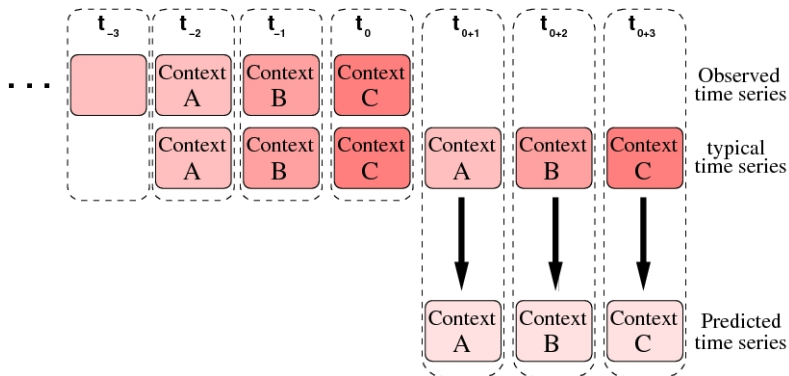 t−3 t−2 t−1 t0 t0+1 t0+2 t0+3
. . .
Context A Context B Context C
Observed time series
Context A Context B Context C Context A Context B Context C
typical time series
Context A Context B Context C
Predicted time series